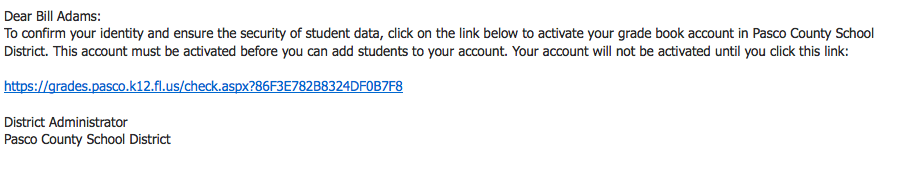 Dear Bill Adams:
To confirm your identity and ensure the security of student data, click on the link below to activate your grade book account in Pasco County School
District. This account must be activated before you can add students to your account. Your account will not be activated until you click this link:
https://grades.pasco.k12.fl.us/check.aspx?86F3E782B8324DF0B7F8
District Administrator
Pasco County School District